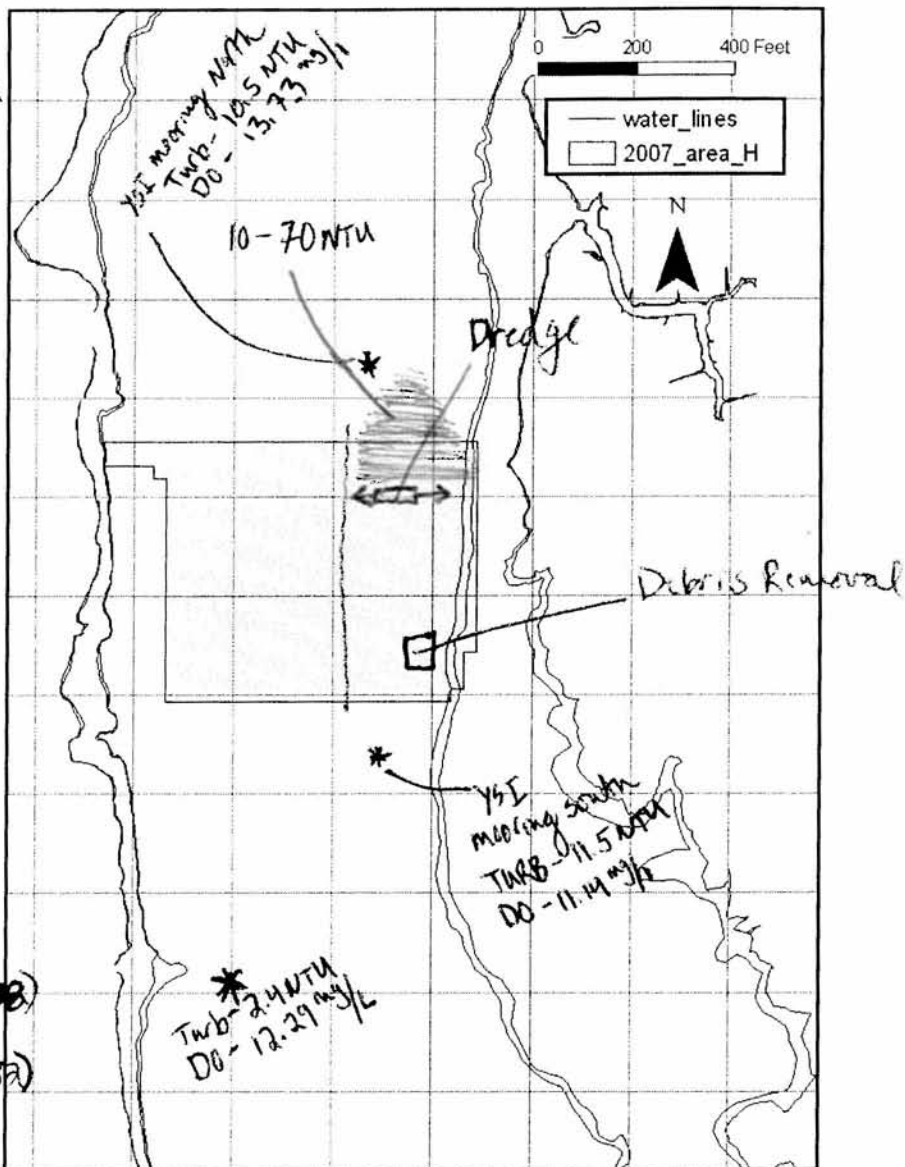 YSI mooring North
Turb- 10.5 NTU
DO - 13.73 mg/l
0 200 400 Feet
water_lines
2007_area_H
N
10-70 NTU
Dredge
Debris Removal
YSI
mooring south
TURB- 11.5 NTU
DO - 11.14 mg/l
Turb- 2.4 NTU
DO- 12.29 mg/L